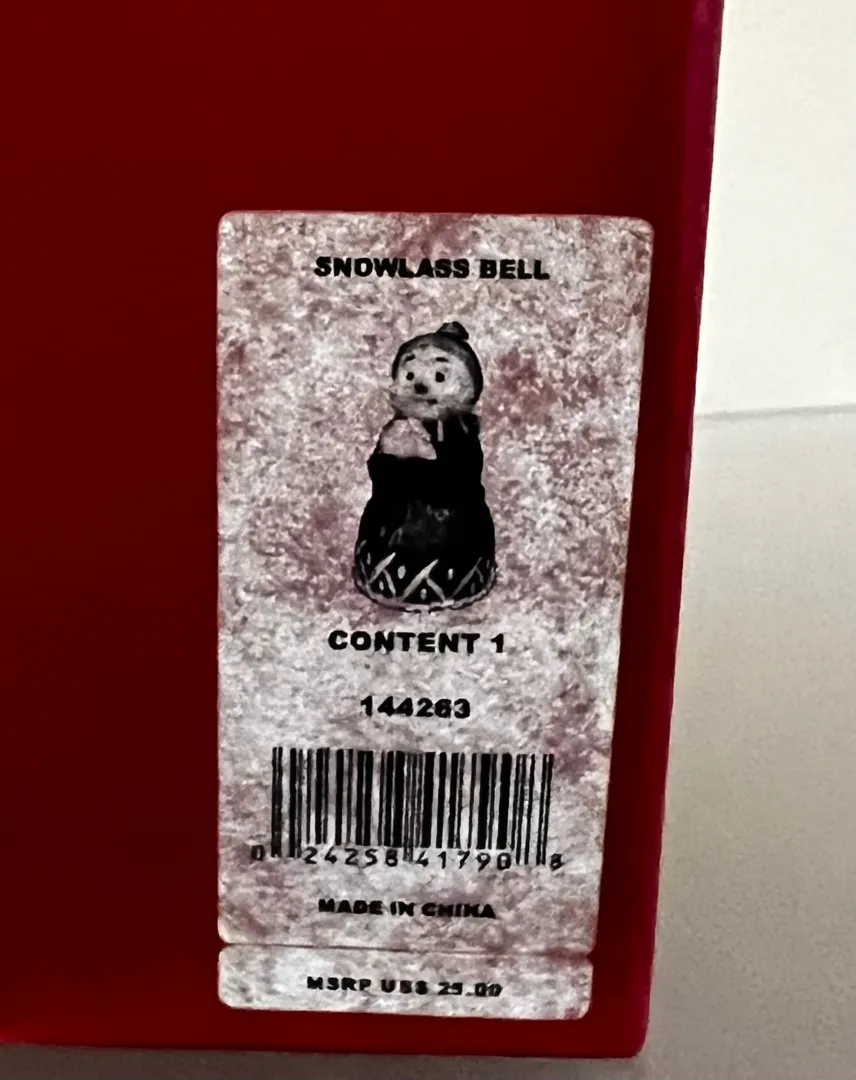 SNOWLASS BELL
CONTENT 1
144263
0 24258 41790 8
MADE IN CHINA
MSRP US$ 25.00